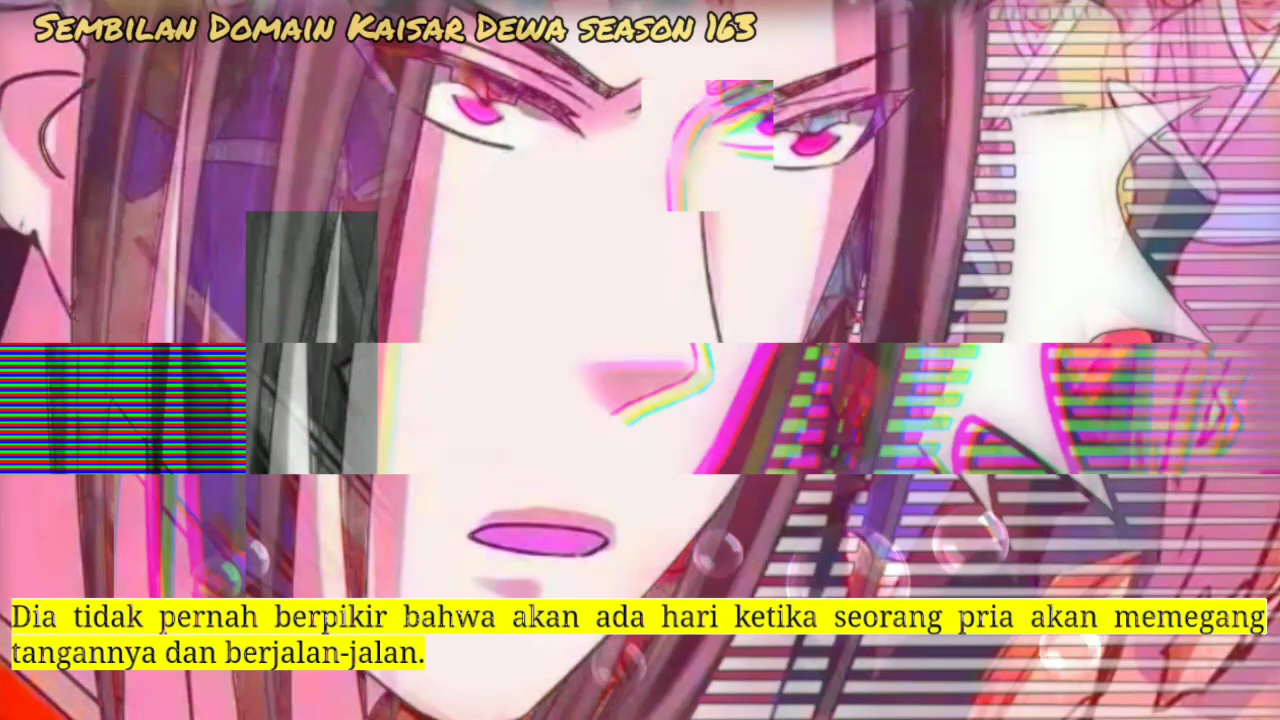 Sembilan Domain Kaisar Dewa season 163
Dia tidak pernah berpikir bahwa akan ada hari ketika seorang pria akan memegang
tangannya dan berjalan-jalan.